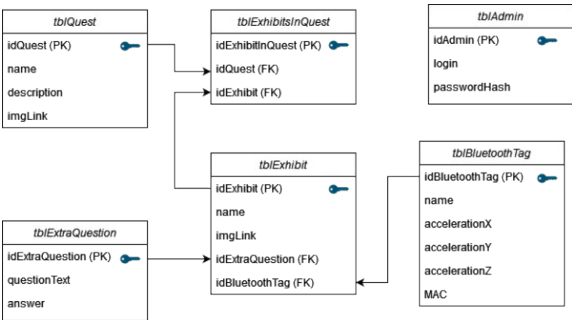 tblQuest
idQuest (PK)
name
description
imgLink
tblExhibitsInQuest
idExhibitInQuest (PK)
idQuest (FK)
idExhibit (FK)
tblAdmin
idAdmin (PK)
login
passwordHash
tblExhibit
idExhibit (PK)
name
imgLink
idExtraQuestion (FK)
idBluetoothTag (FK)
tblBluetoothTag
idBluetoothTag (PK)
name
accelerationX
accelerationY
accelerationZ
MAC
tblExtraQuestion
idExtraQuestion (PK)
questionText
answer